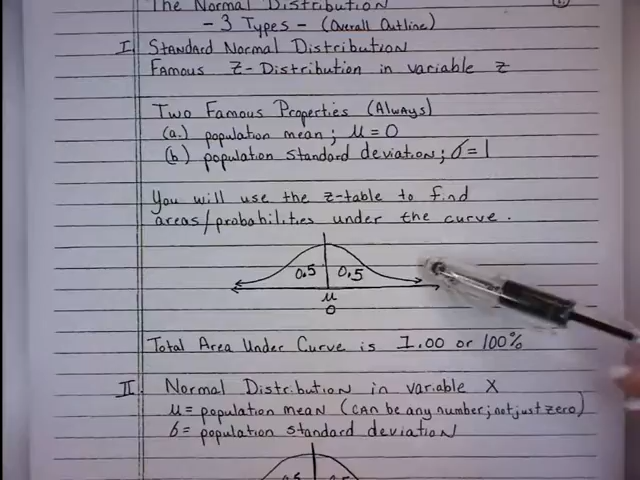 The Normal Distribution
- 3 Types - (Overall Outline)
I. Standard Normal Distribution
Famous Z-Distribution in variable z
Two Famous Properties (Always)
(a.) population mean; μ=0
(b.) population standard deviation; σ=1
You will use the z-table to find
areas/probabilities under the curve.
0.5 0.5
μ
0
Total Area Under Curve is 1.00 or 100%
II. Normal Distribution in variable X
μ= population mean (can be any number; not just zero)
σ= population standard deviation